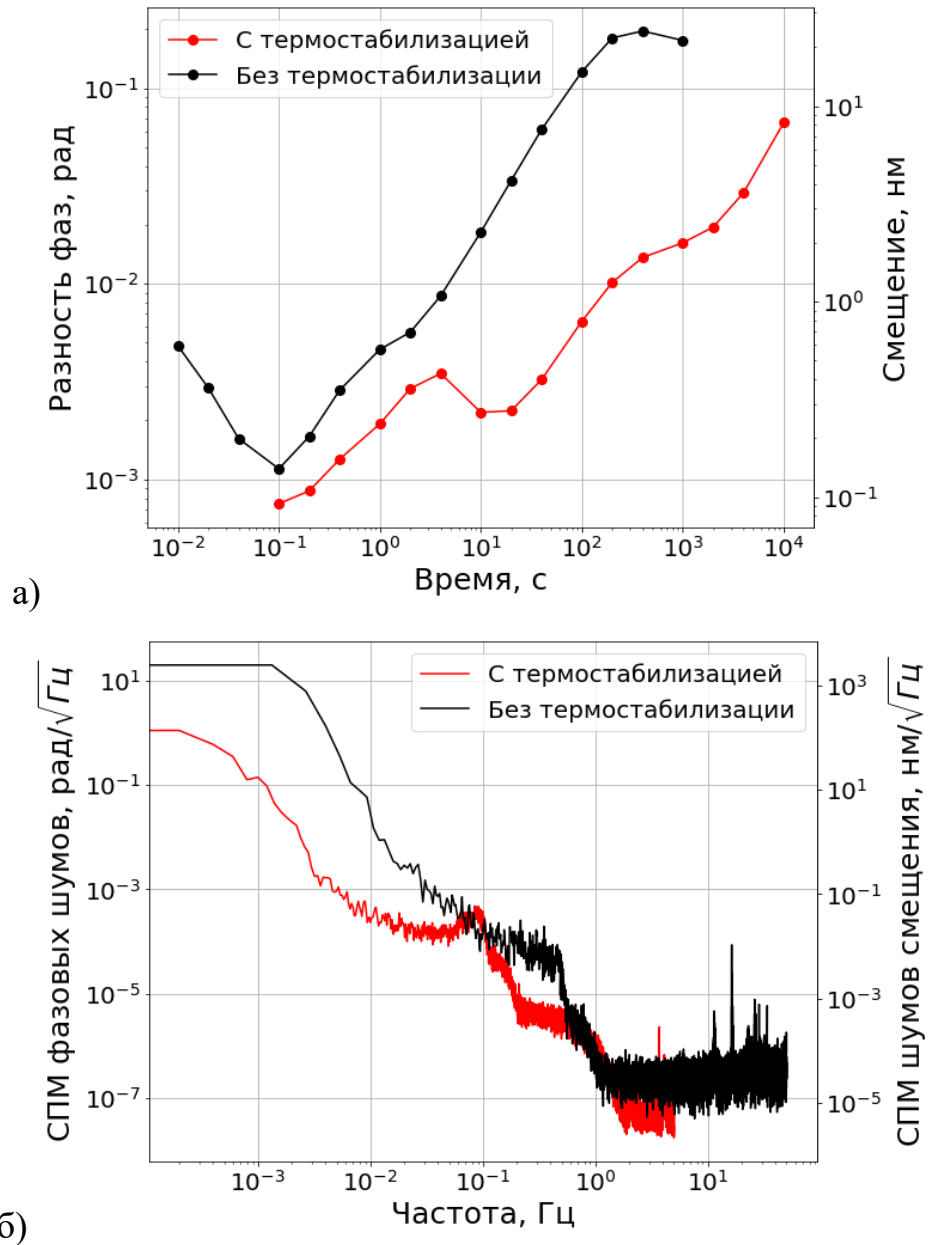 С термостабилизацией
Без термостабилизации
Разность фаз, рад
10⁻¹
10⁻²
10⁻³
Смещение, нм
10¹
10⁰
10⁻¹
10⁻² 10⁻¹ 10⁰ 10¹ 10² 10³ 10⁴
Время, с
а)
С термостабилизацией
Без термостабилизации
СПМ фазовых шумов, рад/√Гц
10¹
10⁻¹
10⁻³
10⁻⁵
10⁻⁷
СПМ шумов смещения, нм/√Гц
10³
10¹
10⁻¹
10⁻³
10⁻⁵
10⁻³ 10⁻² 10⁻¹ 10⁰ 10¹
Частота, Гц
б)